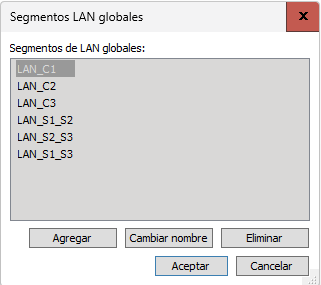 Segmentos LAN globales
X
Segmentos de LAN globales:
LAN_C1
LAN_C2
LAN_C3
LAN_S1_S2
LAN_S2_S3
LAN_S1_S3
Agregar Cambiar nombre Eliminar
Aceptar Cancelar